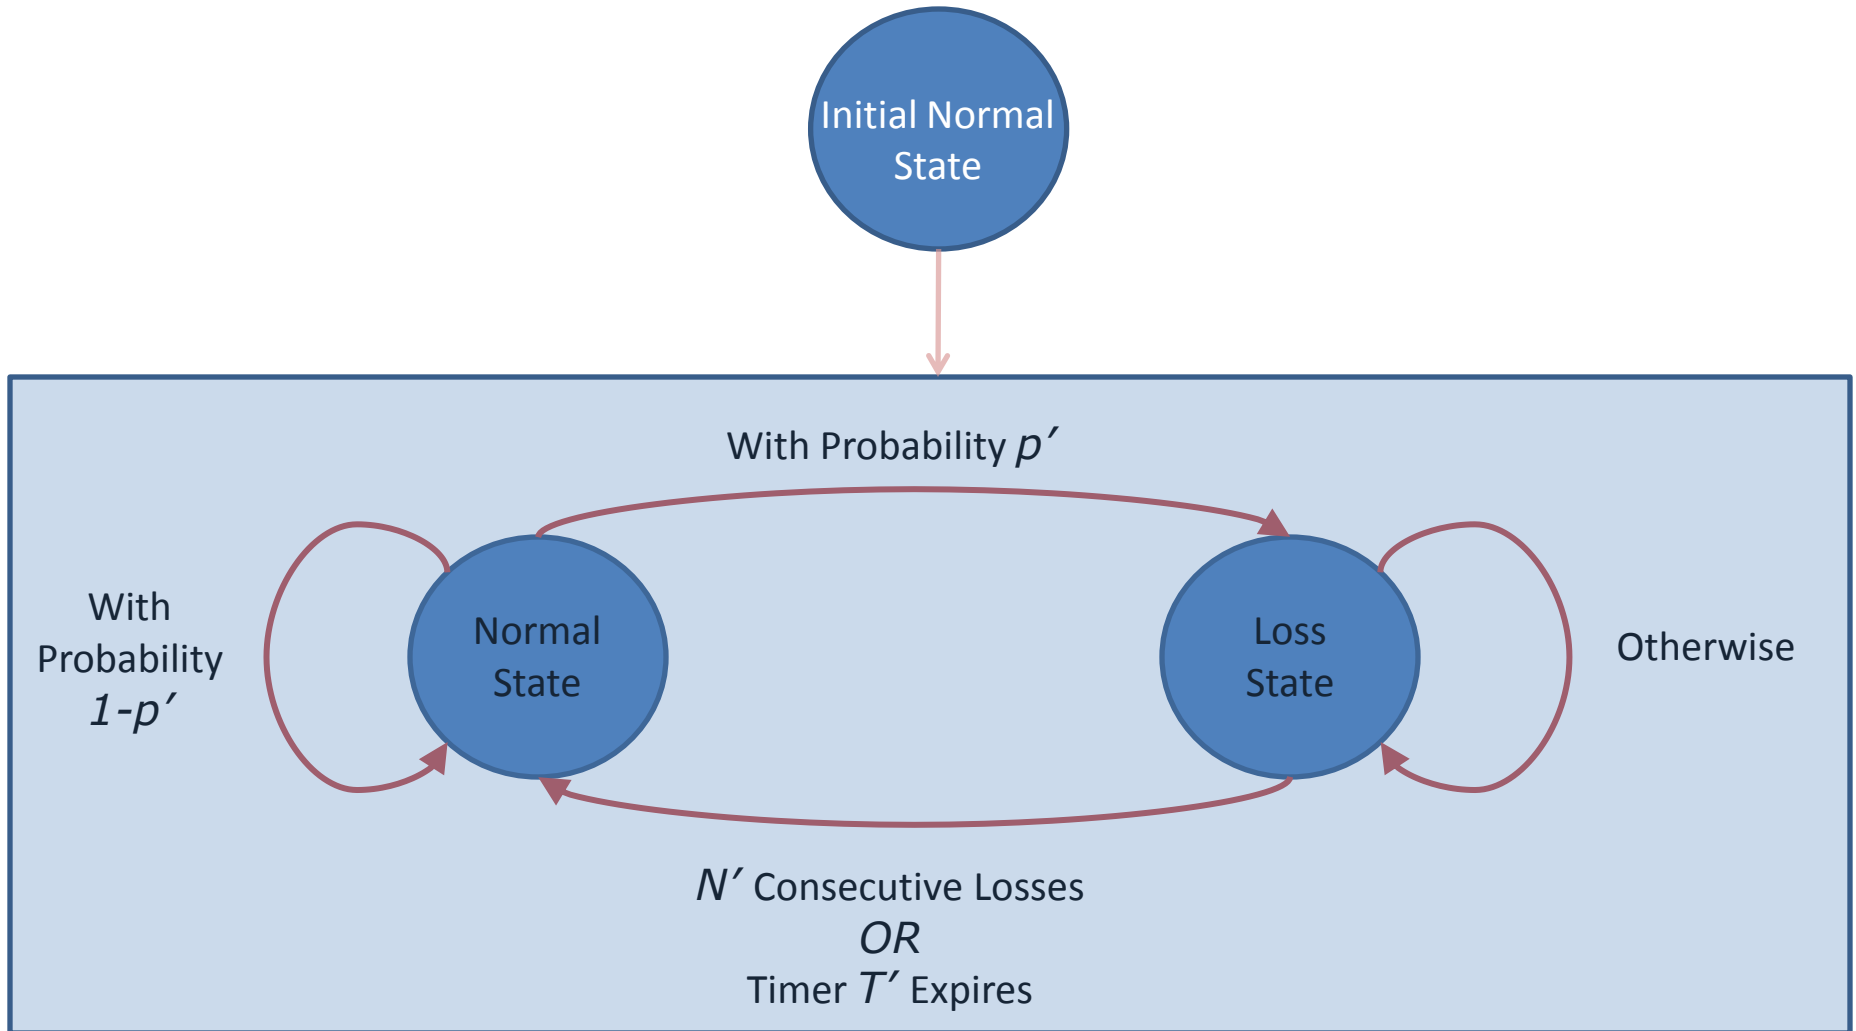 Initial Normal
State
With Probability p′
With
Probability
1-p′
Normal
State
Loss
State
Otherwise
N′ Consecutive Losses
OR
Timer T′ Expires